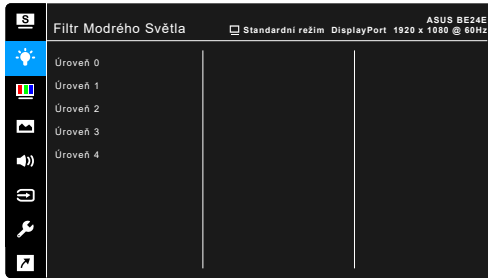 S
Filtr Modrého Světla
ASUS BE24E
Standardní režim DisplayPort 1920 x 1080 @ 60Hz
Úroveň 0
Úroveň 1
Úroveň 2
Úroveň 3
Úroveň 4